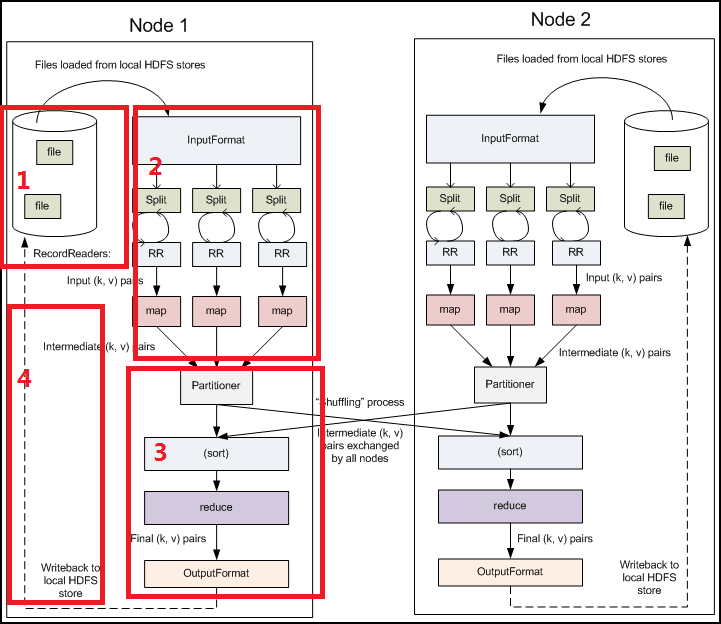 Node 1
Node 2
Files loaded from local HDFS stores
Files loaded from local HDFS stores
InputFormat
InputFormat
file
file
file
file
1
2
Split
Split
Split
Split
Split
Split
RecordReaders:
RR
RR
RR
RR
RR
RR
Input (k, v) pairs
Input (k, v) pairs
map
map
map
map
map
map
Intermediate (k, v) pairs
Intermediate (k, v) pairs
4
Partitioner
Partitioner
"Shuffling" process
Intermediate (k, v)
pairs exchanged
by all nodes
3
(sort)
(sort)
reduce
reduce
Final (k, v) pairs
Final (k, v) pairs
OutputFormat
OutputFormat
Writeback to
local HDFS
store
Writeback to
local HDFS
store